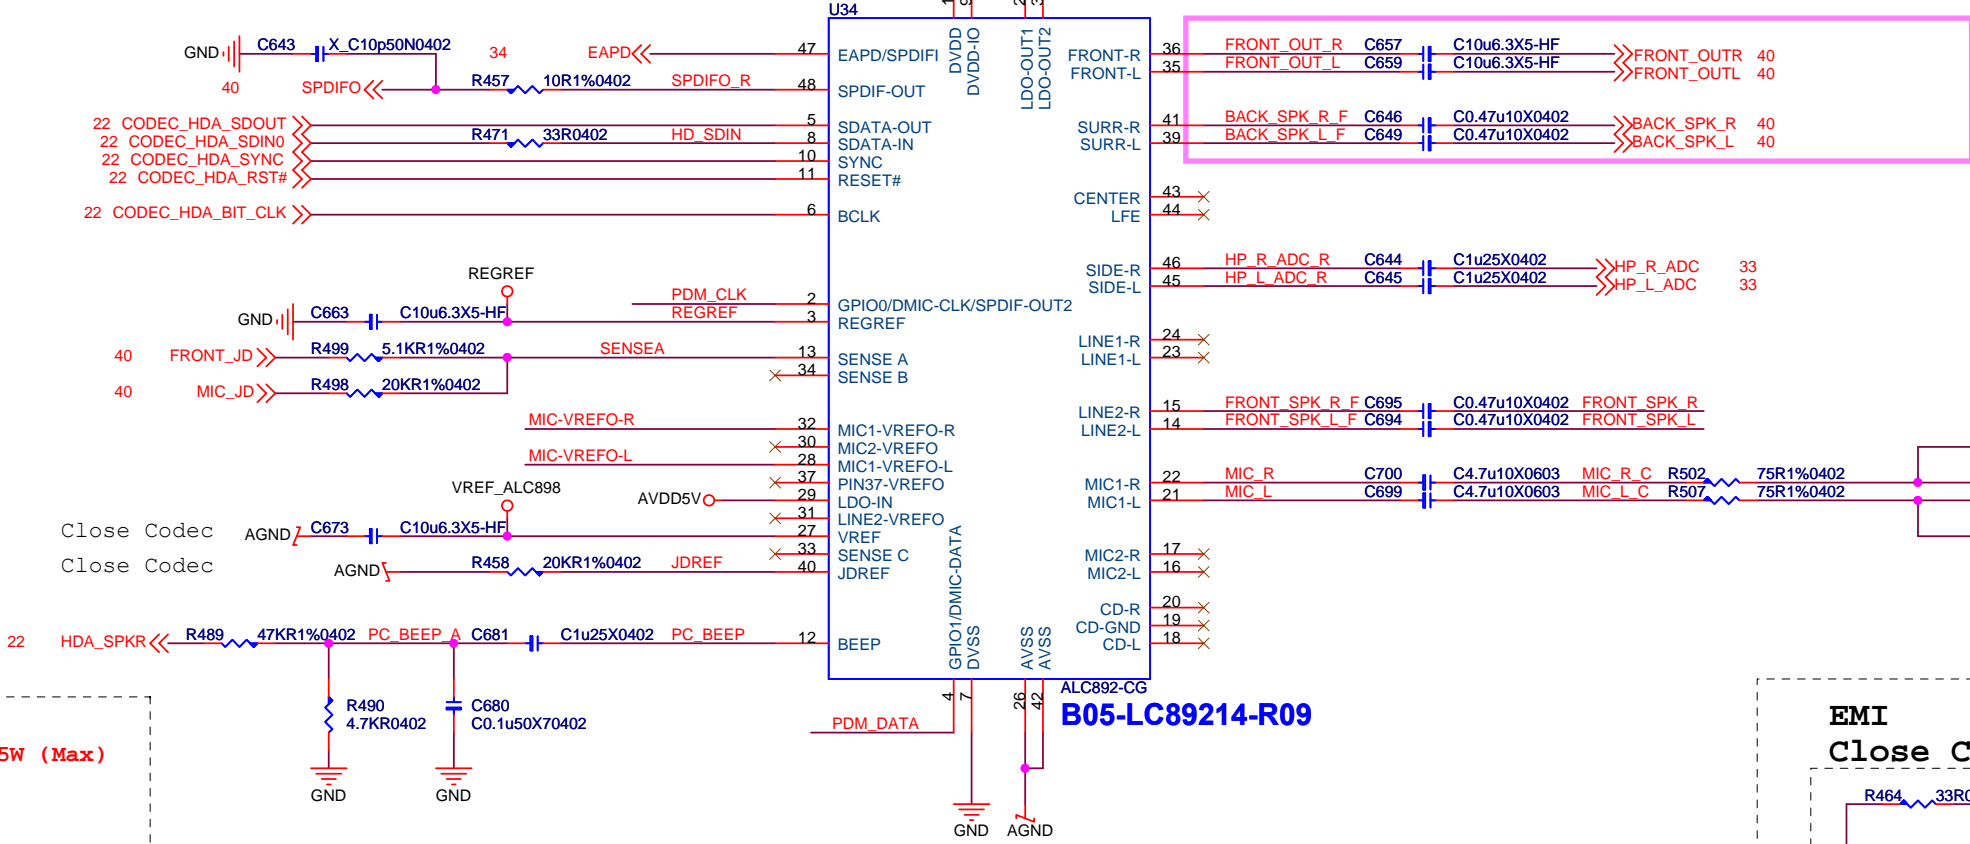 U34
1 9 2 3
GND C643 X_C10p50N0402 34 EAPD 47 EAPD/SPDIFI
40 SPDIFO R457 10R1%0402 SPDIFO_R 48 SPDIF-OUT
22 CODEC_HDA_SDOUT 5 SDATA-OUT
22 CODEC_HDA_SDIN0 R471 33R0402 HD_SDIN 8 SDATA-IN
22 CODEC_HDA_SYNC 10 SYNC
22 CODEC_HDA_RST# 11 RESET#
22 CODEC_HDA_BIT_CLK 6 BCLK
REGREF
PDM_CLK 2 GPIO0/DMIC-CLK/SPDIF-OUT2
GND C663 C10u6.3X5-HF REGREF 3 REGREF
40 FRONT_JD R499 5.1KR1%0402 SENSEA 13 SENSE A
34 SENSE B
40 MIC_JD R498 20KR1%0402
MIC-VREFO-R 32 MIC1-VREFO-R
30 MIC2-VREFO
MIC-VREFO-L 28 MIC1-VREFO-L
37 PIN37-VREFO
VREF_ALC898 AVDD5V 29 LDO-IN
31 LINE2-VREFO
Close Codec AGND C673 C10u6.3X5-HF 27 VREF
33 SENSE C
Close Codec AGND R458 20KR1%0402 JDREF 40 JDREF
22 HDA_SPKR R489 47KR1%0402 PC_BEEP_A C681 C1u25X0402 PC_BEEP 12 BEEP
R490
4.7KR0402
C680
C0.1u50X70402
GND
GND
5W (Max)
DVDD
DVDD-IO
LDO-OUT1
LDO-OUT2
FRONT-R 36 FRONT_OUT_R C657 C10u6.3X5-HF FRONT_OUTR 40
FRONT-L 35 FRONT_OUT_L C659 C10u6.3X5-HF FRONT_OUTL 40
SURR-R 41 BACK_SPK_R_F C646 C0.47u10X0402 BACK_SPK_R 40
SURR-L 39 BACK_SPK_L_F C649 C0.47u10X0402 BACK_SPK_L 40
CENTER 43
LFE 44
SIDE-R 46 HP_R_ADC_R C644 C1u25X0402 HP_R_ADC 33
SIDE-L 45 HP_L_ADC_R C645 C1u25X0402 HP_L_ADC 33
LINE1-R 24
LINE1-L 23
LINE2-R 15 FRONT_SPK_R_F C695 C0.47u10X0402 FRONT_SPK_R
LINE2-L 14 FRONT_SPK_L_F C694 C0.47u10X0402 FRONT_SPK_L
MIC1-R 22 MIC_R C700 C4.7u10X0603 MIC_R_C R502 75R1%0402
MIC1-L 21 MIC_L C699 C4.7u10X0603 MIC_L_C R507 75R1%0402
MIC2-R 17
MIC2-L 16
CD-R 20
CD-GND 19
CD-L 18
GPIO1/DMIC-DATA
DVSS
AVSS
AVSS
4 7 26 42
PDM_DATA
GND
AGND
ALC892-CG
B05-LC89214-R09
EMI
Close C
R464 33R0